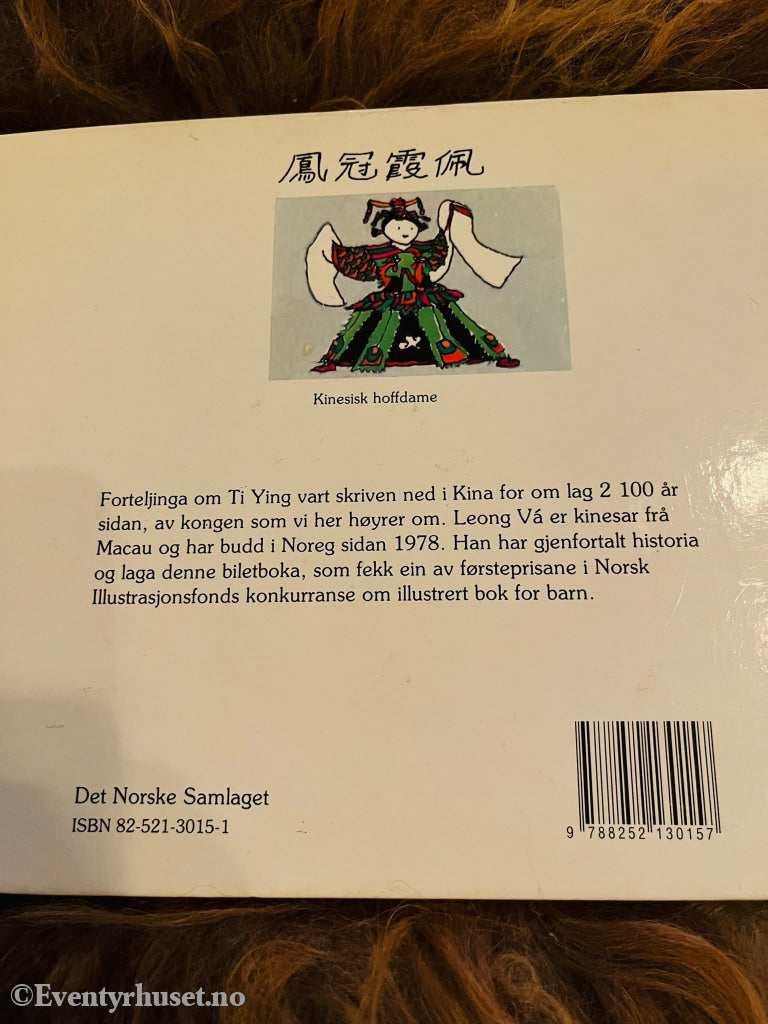 鳳冠霞佩
Kinesisk hoffdame
Forteljinga om Ti Ying vart skriven ned i Kina for om lag 2 100 år
sidan, av kongen som vi her høyrer om. Leong Vá er kinesar frå
Macau og har budd i Noreg sidan 1978. Han har gjenfortalt historia
og laga denne biletboka, som fekk ein av førsteprisane i Norsk
Illustrasjonsfonds konkurranse om illustrert bok for barn.
Det Norske Samlaget
ISBN 82-521-3015-1
9 788252 130157
©Eventyrhuset.no